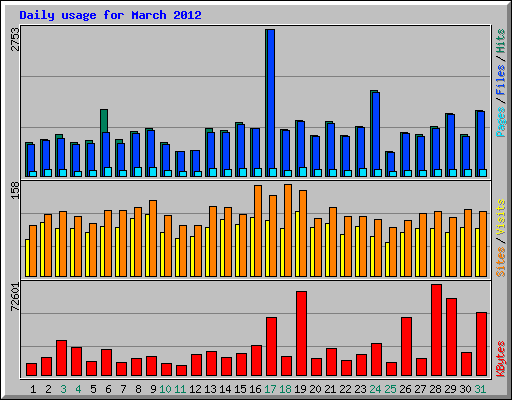 Daily usage for March 2012
2753
Pages / Files / Hits
158
Sites / Visits
72601
KBytes
1 2 3 4 5 6 7 8 9 10 11 12 13 14 15 16 17 18 19 20 21 22 23 24 25 26 27 28 29 30 31